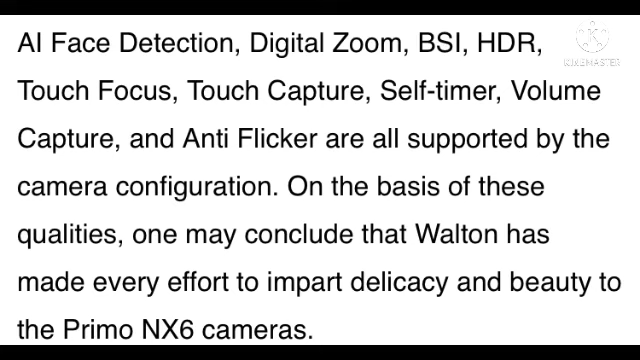 AI Face Detection, Digital Zoom, BSI, HDR,
KINEMASTER
Touch Focus, Touch Capture, Self-timer, Volume
Capture, and Anti Flicker are all supported by the
camera configuration. On the basis of these
qualities, one may conclude that Walton has
made every effort to impart delicacy and beauty to
the Primo NX6 cameras.